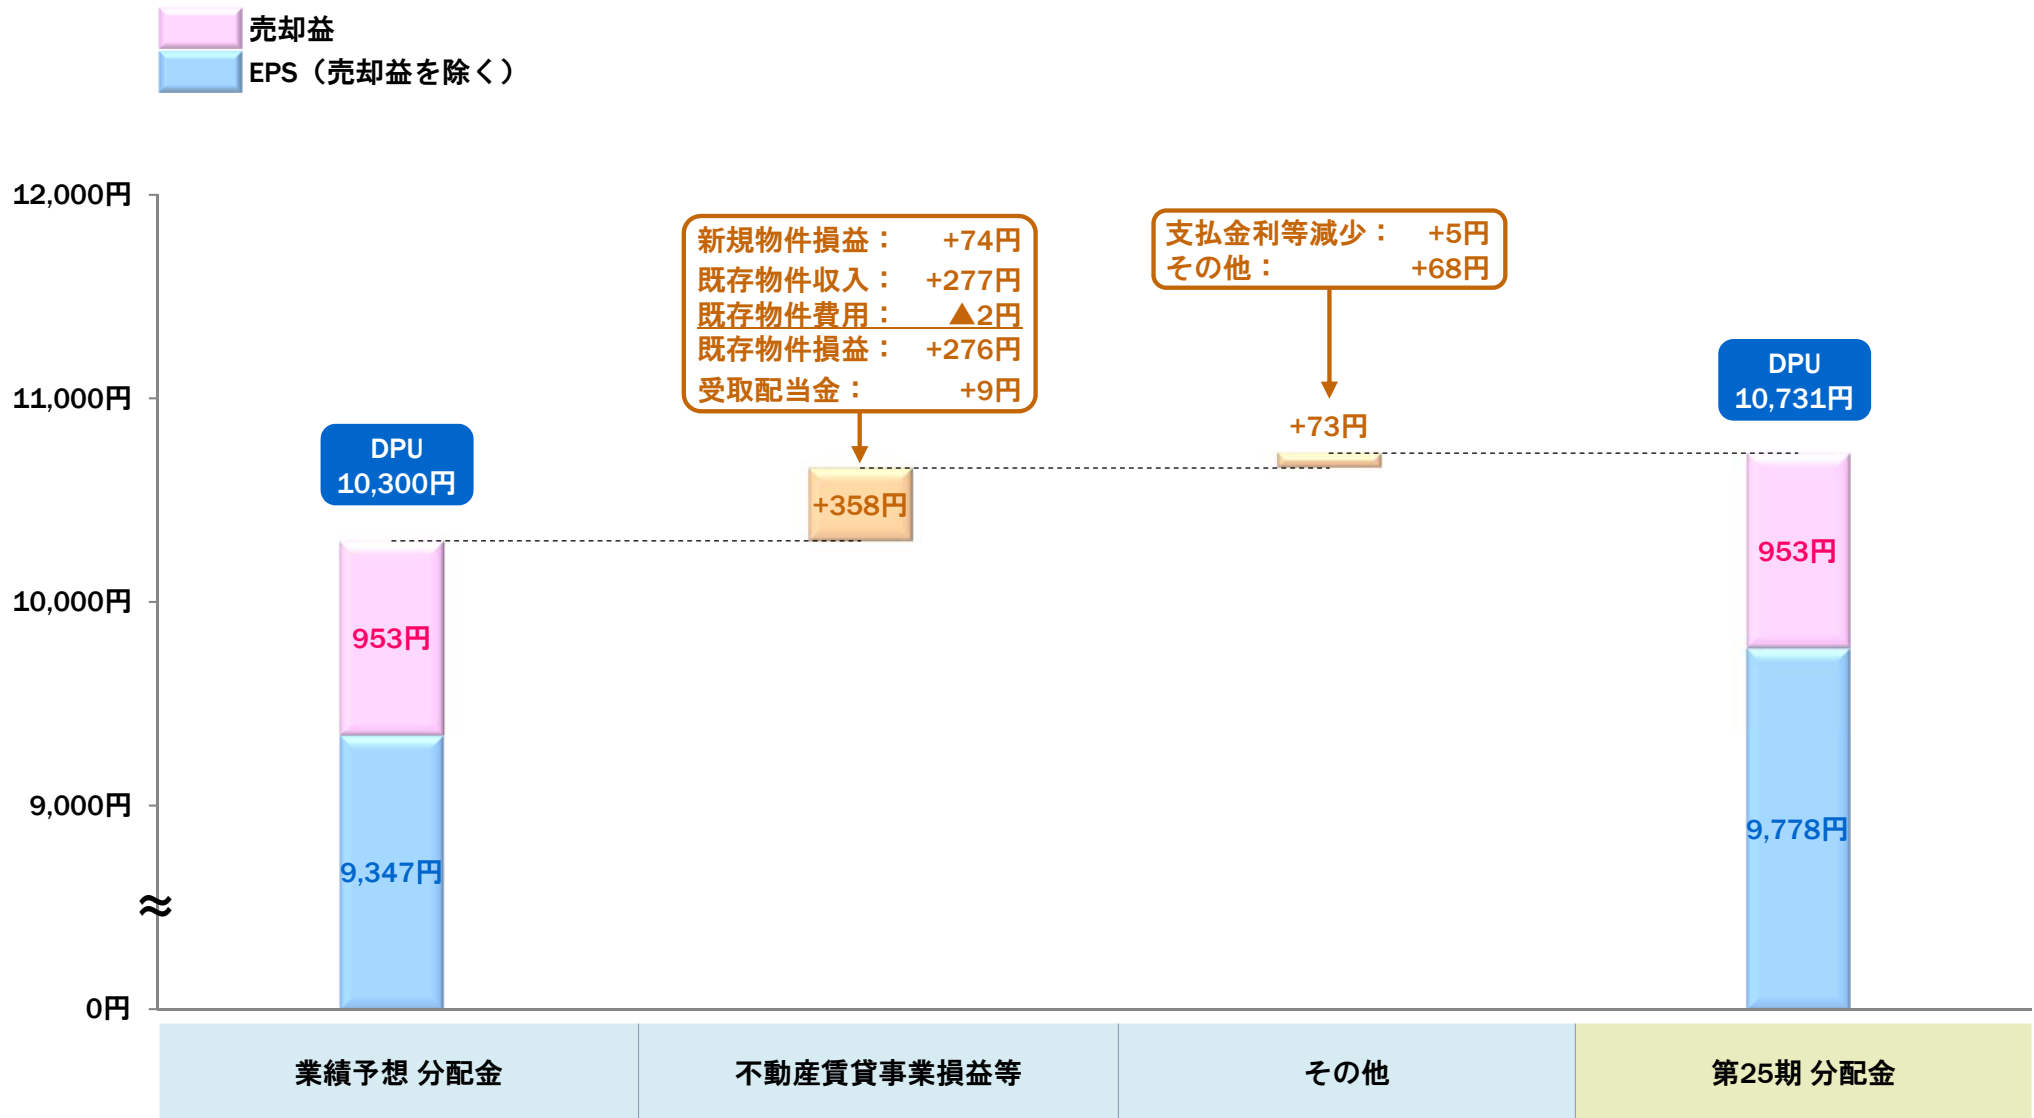 売却益
EPS（売却益を除く）
12,000円
11,000円
10,000円
9,000円
≈
0円
DPU
10,300円
953円
9,347円
新規物件損益： +74円
既存物件収入： +277円
既存物件費用： ▲2円
既存物件損益： +276円
受取配当金： +9円
+358円
支払金利等減少： +5円
その他： +68円
+73円
DPU
10,731円
953円
9,778円
業績予想 分配金
不動産賃貸事業損益等
その他
第25期 分配金